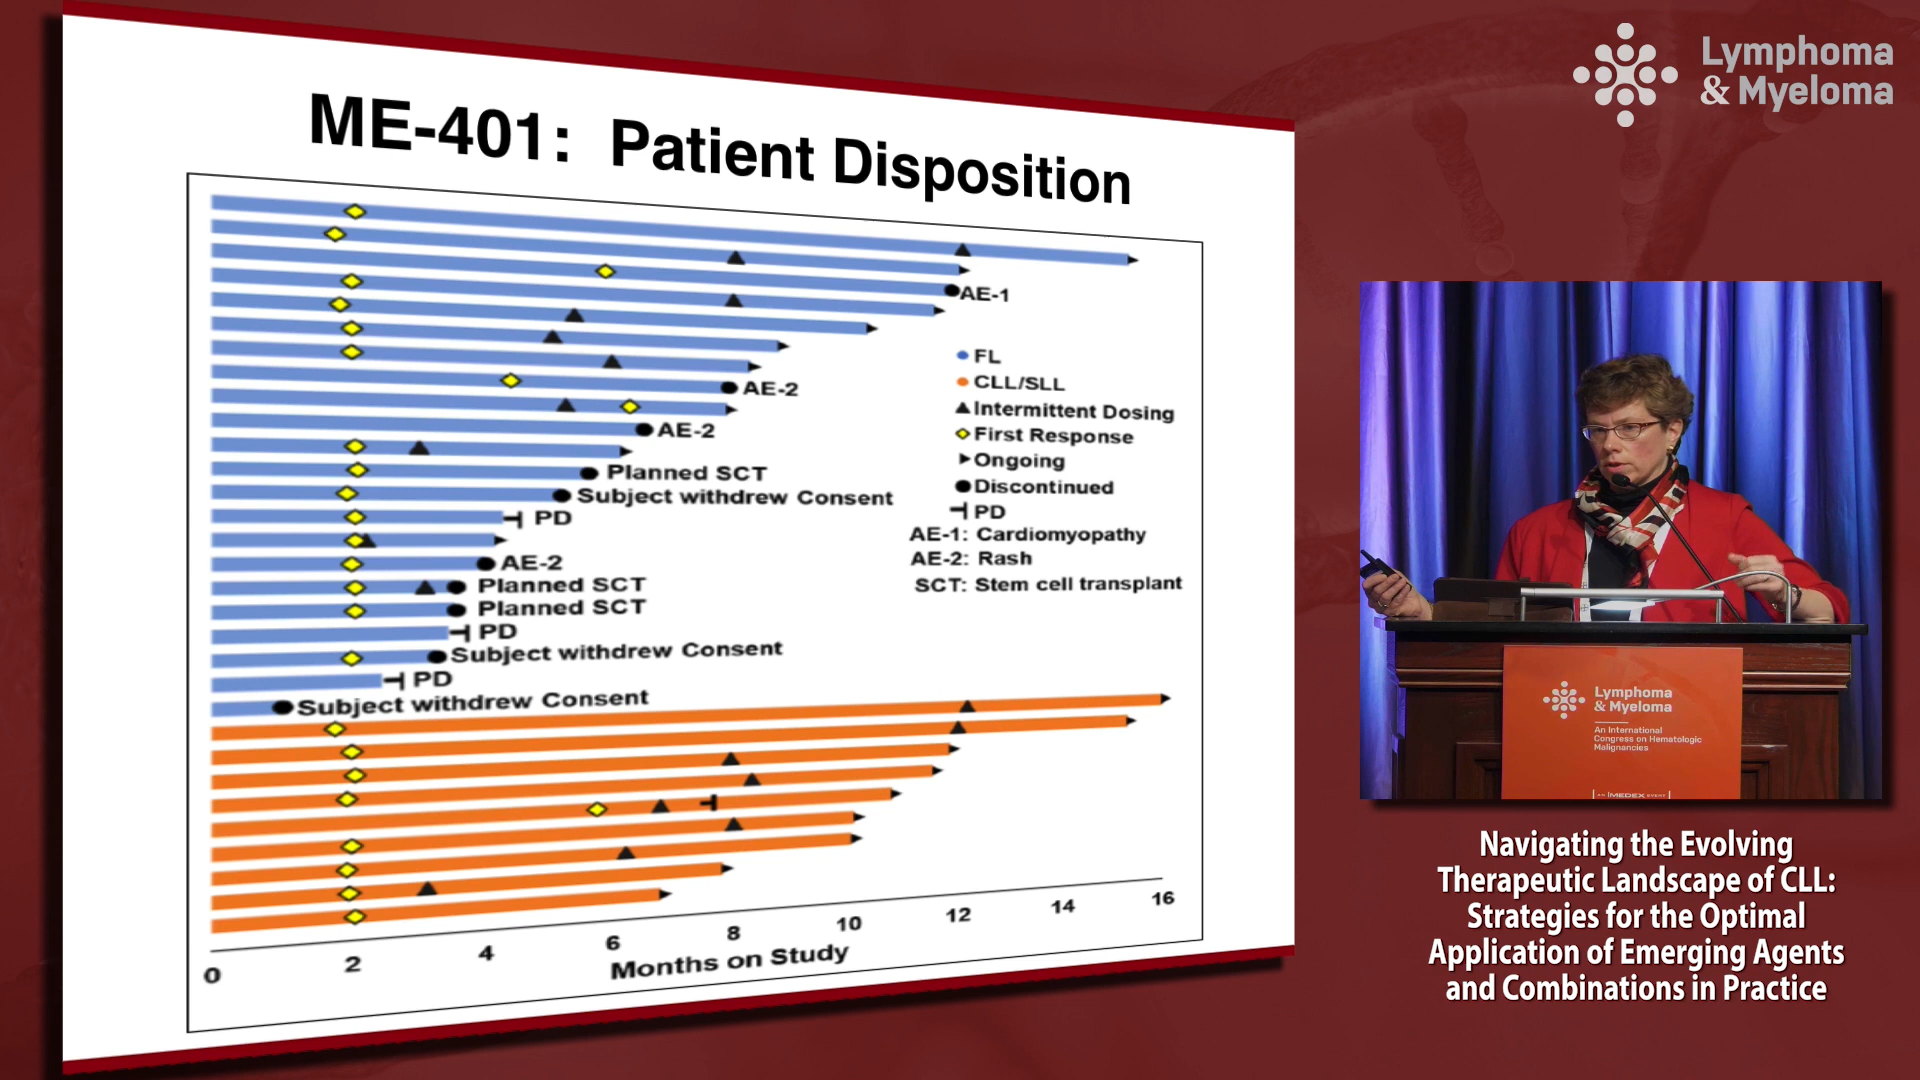 ME-401: Patient Disposition
AE-1
AE-2
AE-2
Planned SCT
Subject withdrew Consent
PD
AE-2
Planned SCT
Planned SCT
PD
Subject withdrew Consent
PD
Subject withdrew Consent
FL
CLL/SLL
Intermittent Dosing
First Response
Ongoing
Discontinued
PD
AE-1: Cardiomyopathy
AE-2: Rash
SCT: Stem cell transplant
0 2 4 6 8 10 12 14 16
Months on Study
Lymphoma
& Myeloma
Lymphoma
& Myeloma
An International
Congress on Hematologic
Malignancies
AN IMEDEX EVENT
Navigating the Evolving
Therapeutic Landscape of CLL:
Strategies for the Optimal
Application of Emerging Agents
and Combinations in Practice